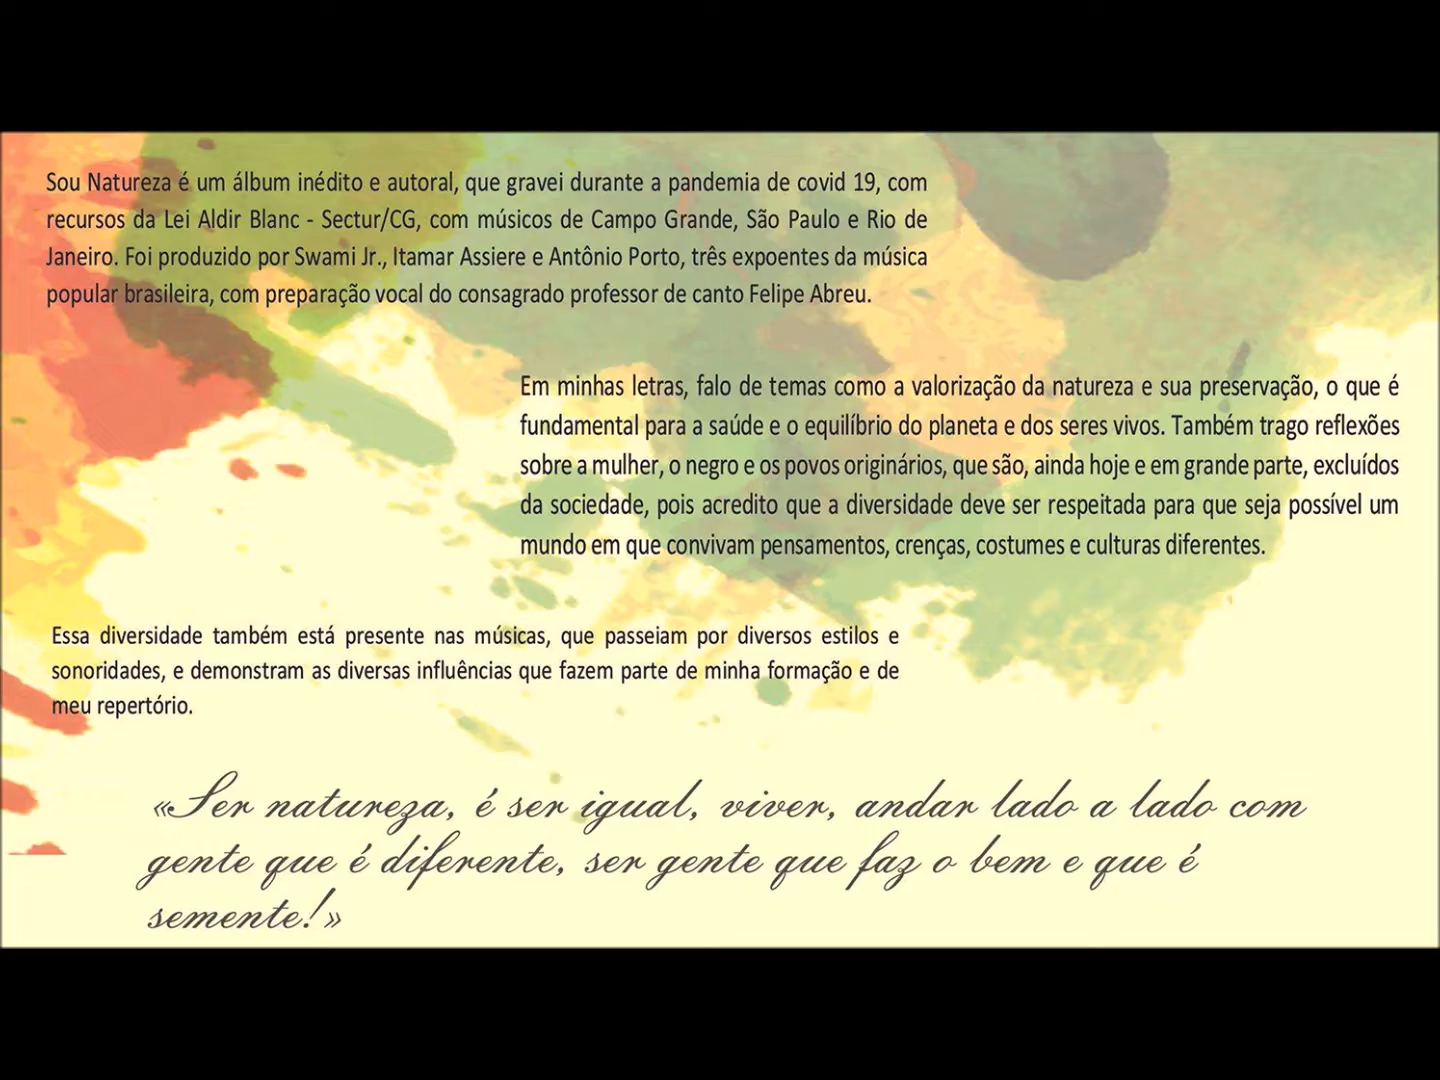 Sou Natureza é um álbum inédito e autoral, que gravei durante a pandemia de covid 19, com
recursos da Lei Aldir Blanc - Sectur/CG, com músicos de Campo Grande, São Paulo e Rio de
Janeiro. Foi produzido por Swami Jr., Itamar Assiere e Antônio Porto, três expoentes da música
popular brasileira, com preparação vocal do consagrado professor de canto Felipe Abreu.
Em minhas letras, falo de temas como a valorização da natureza e sua preservação, o que é
fundamental para a saúde e o equilíbrio do planeta e dos seres vivos. Também trago reflexões
sobre a mulher, o negro e os povos originários, que são, ainda hoje e em grande parte, excluídos
da sociedade, pois acredito que a diversidade deve ser respeitada para que seja possível um
mundo em que convivam pensamentos, crenças, costumes e culturas diferentes.
Essa diversidade também está presente nas músicas, que passeiam por diversos estilos e
sonoridades, e demonstram as diversas influências que fazem parte de minha formação e de
meu repertório.
«Ser natureza, é ser igual, viver, andar lado a lado com
gente que é diferente, ser gente que faz o bem e que é
semente!»